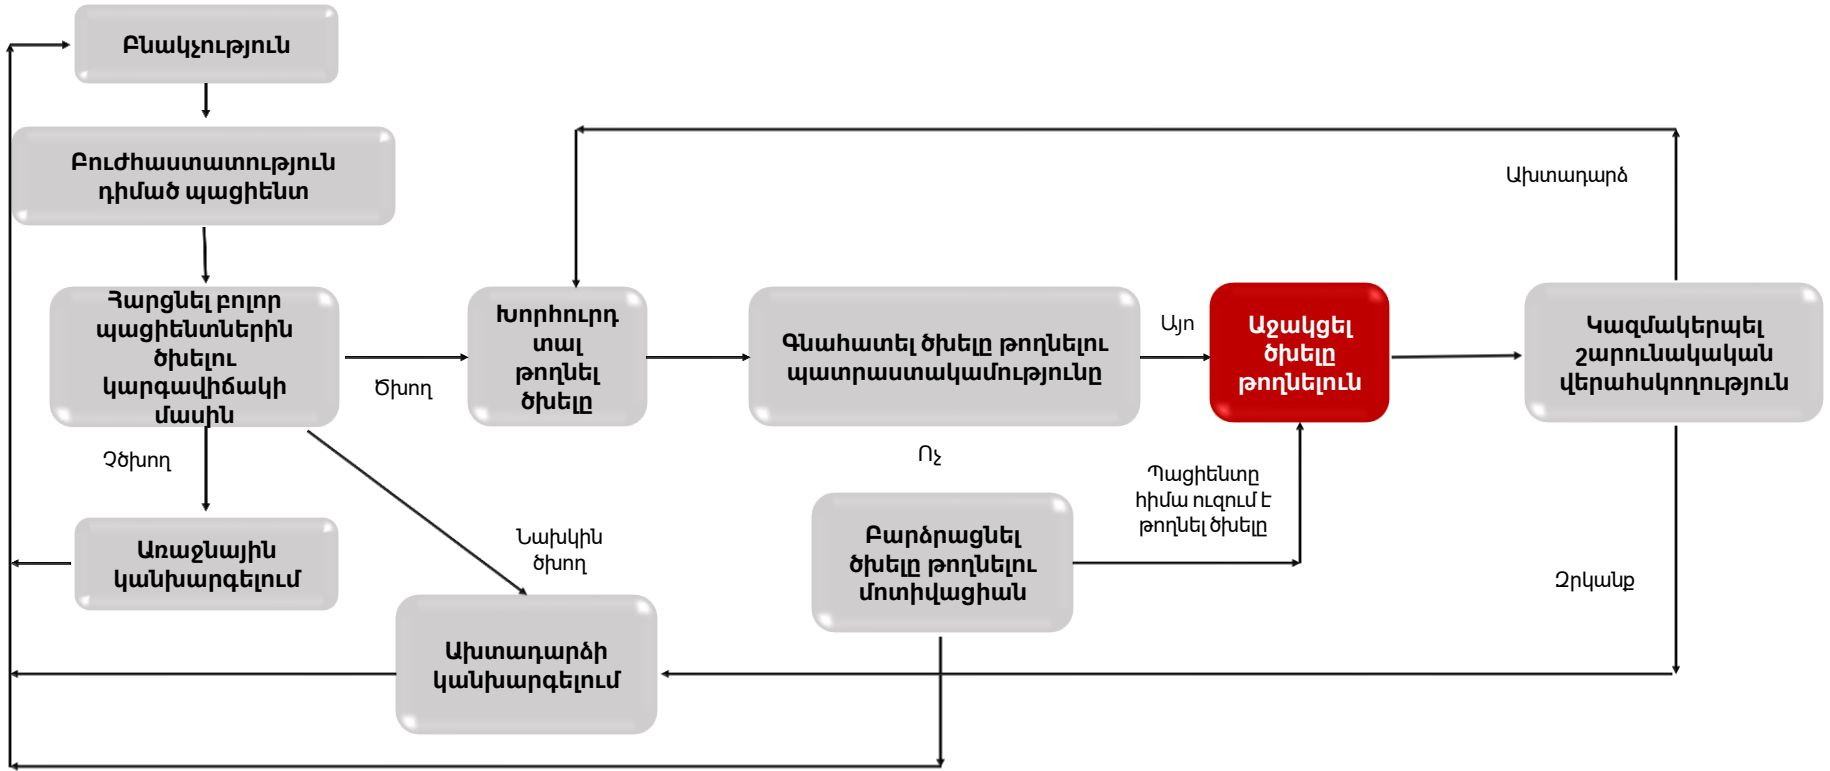 Բնակչություն
Բուժհաստատություն
դիմած պացիենտ
Հարցնել բոլոր
պացիենտներին
ծխելու
կարգավիճակի
մասին
Ծխող
Խորհուրդ
տալ
թողնել
ծխելը
Գնահատել ծխելը թողնելու
պատրաստակամությունը
Այո
Աջակցել
ծխելը
թողնելուն
Կազմակերպել
շարունակական
վերահսկողություն
Ախտադարձ
Չծխող
Առաջնային
կանխարգելում
Նախկին
ծխող
Ախտադարձի
կանխարգելում
Ոչ
Բարձրացնել
ծխելը թողնելու
մոտիվացիան
Պացիենտը
հիմա ուզում է
թողնել ծխելը
Զրկանք